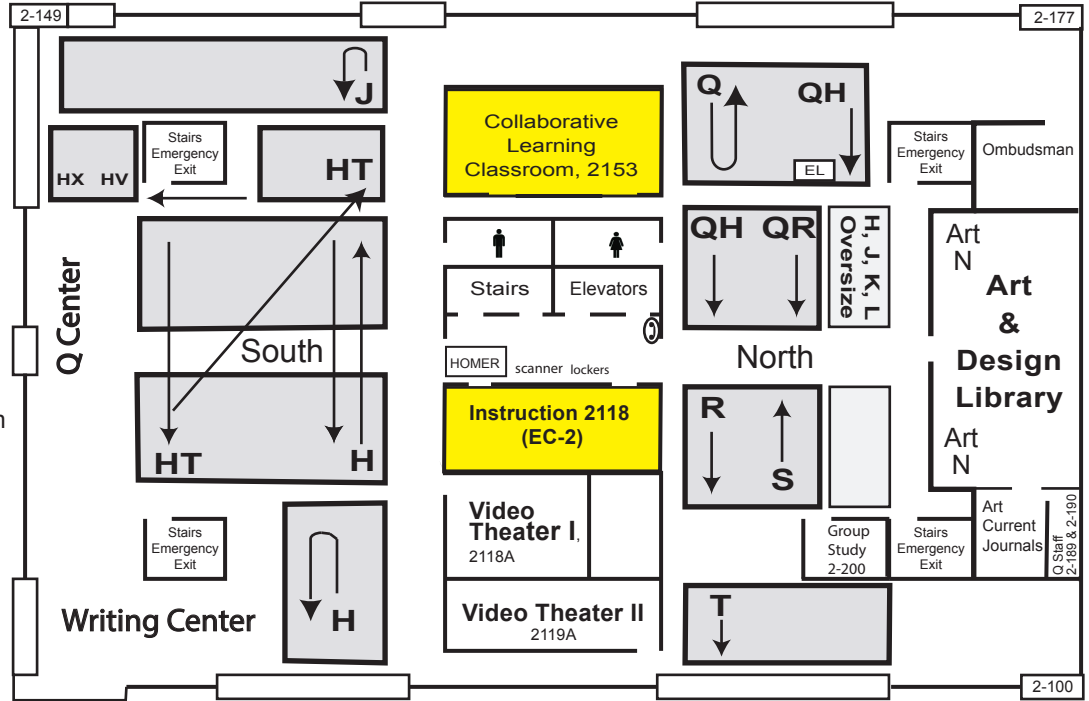 2-149
2-177
J
Q
QH
EL
Collaborative
Learning
Classroom, 2153
Stairs
Emergency
Exit
HX HV
HT
Stairs
Emergency
Exit
Ombudsman
QH QR
H, J, K, L
Oversize
Art
N
Art
&
Design
Library
Art
N
Stairs
Elevators
Q Center
South
HOMER
scanner lockers
North
Instruction 2118
(EC-2)
n
HT
H
R
S
Video
Theater I,
2118A
Stairs
Emergency
Exit
Group
Study
2-200
Stairs
Emergency
Exit
Art
Current
Journals
Q Staff
2-189 & 2-190
Writing Center
H
Video Theater II
2119A
T
2-100